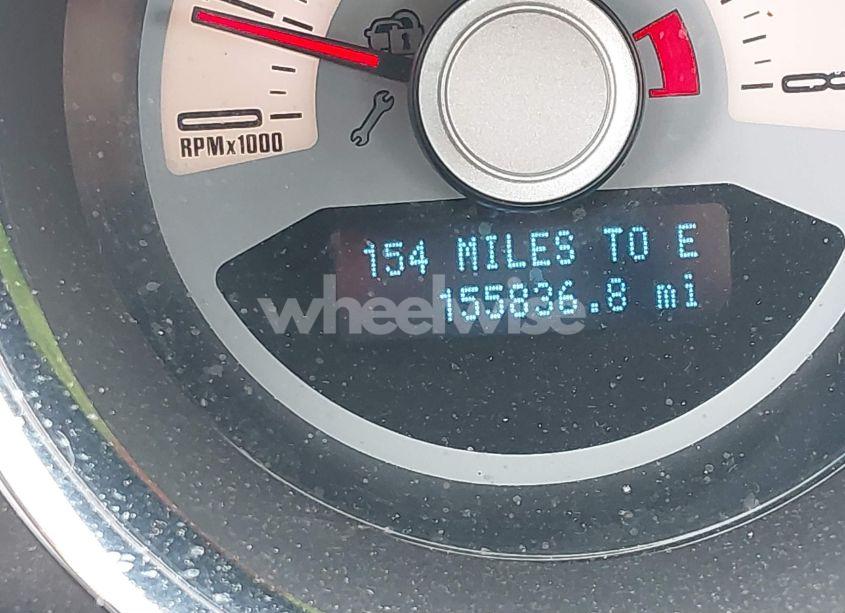 RPMx1000
154 MILES TO E
155836.8 mi
wheelwise